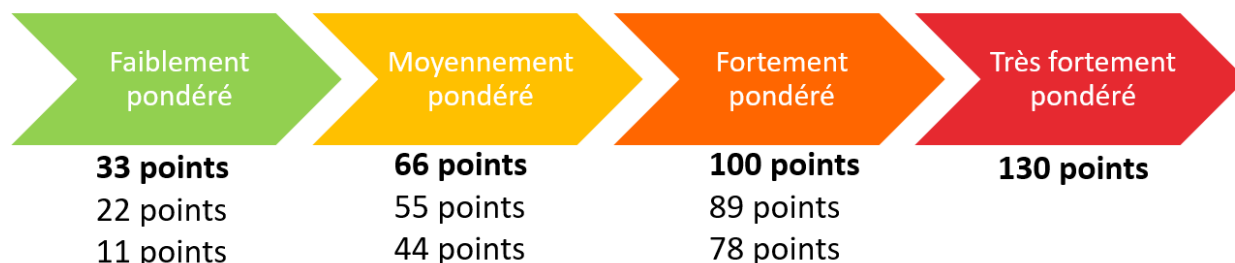 Faiblement
pondéré
Moyennement
pondéré
Fortement
pondéré
Très fortement
pondéré
33 points
66 points
100 points
130 points
22 points
55 points
89 points
11 points
44 points
78 points